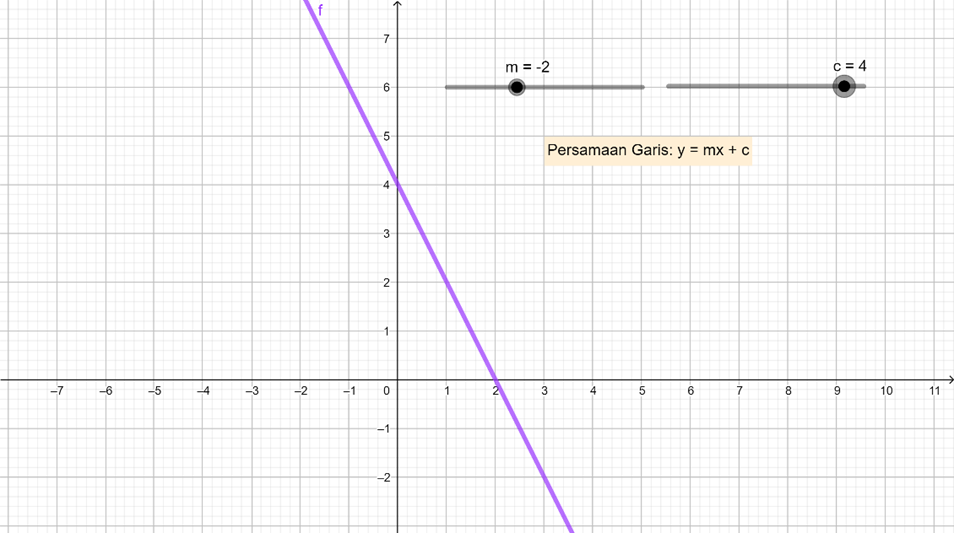 f
7
m = -2
c = 4
6
5
Persamaan Garis: y = mx + c
4
3
2
1
–7 –6 –5 –4 –3 –2 –1 0 1 2 3 4 5 6 7 8 9 10 11
–1
–2